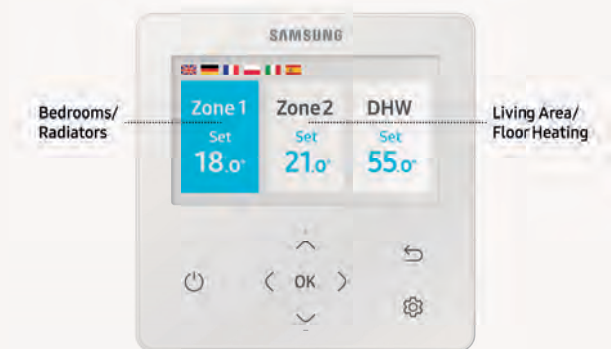 SAMSUNG
Zone 1
Set
18.0°
Zone 2
Set
21.0°
DHW
Set
55.0°
Bedrooms/
Radiators
Living Area/
Floor Heating
OK